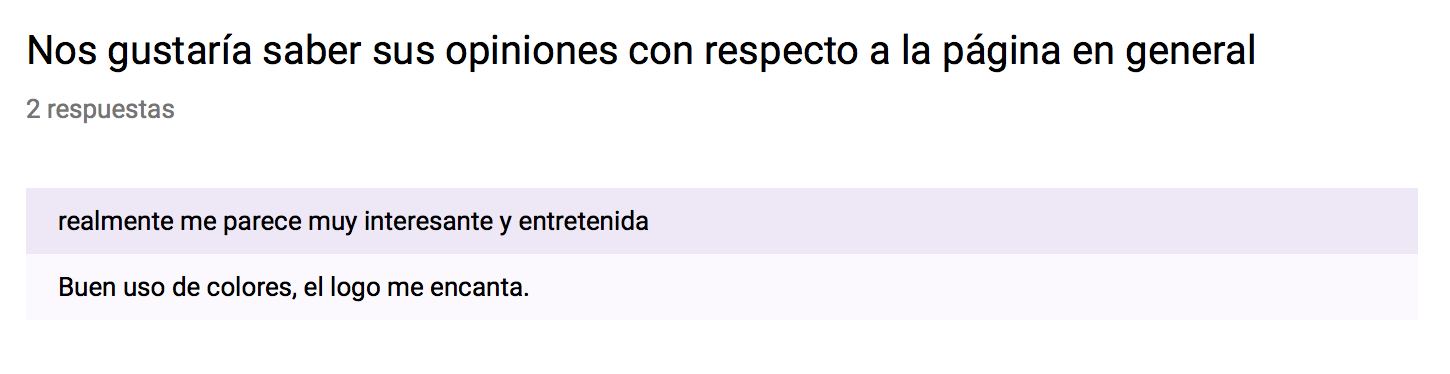 Nos gustaría saber sus opiniones con respecto a la página en general
2 respuestas
realmente me parece muy interesante y entretenida
Buen uso de colores, el logo me encanta.